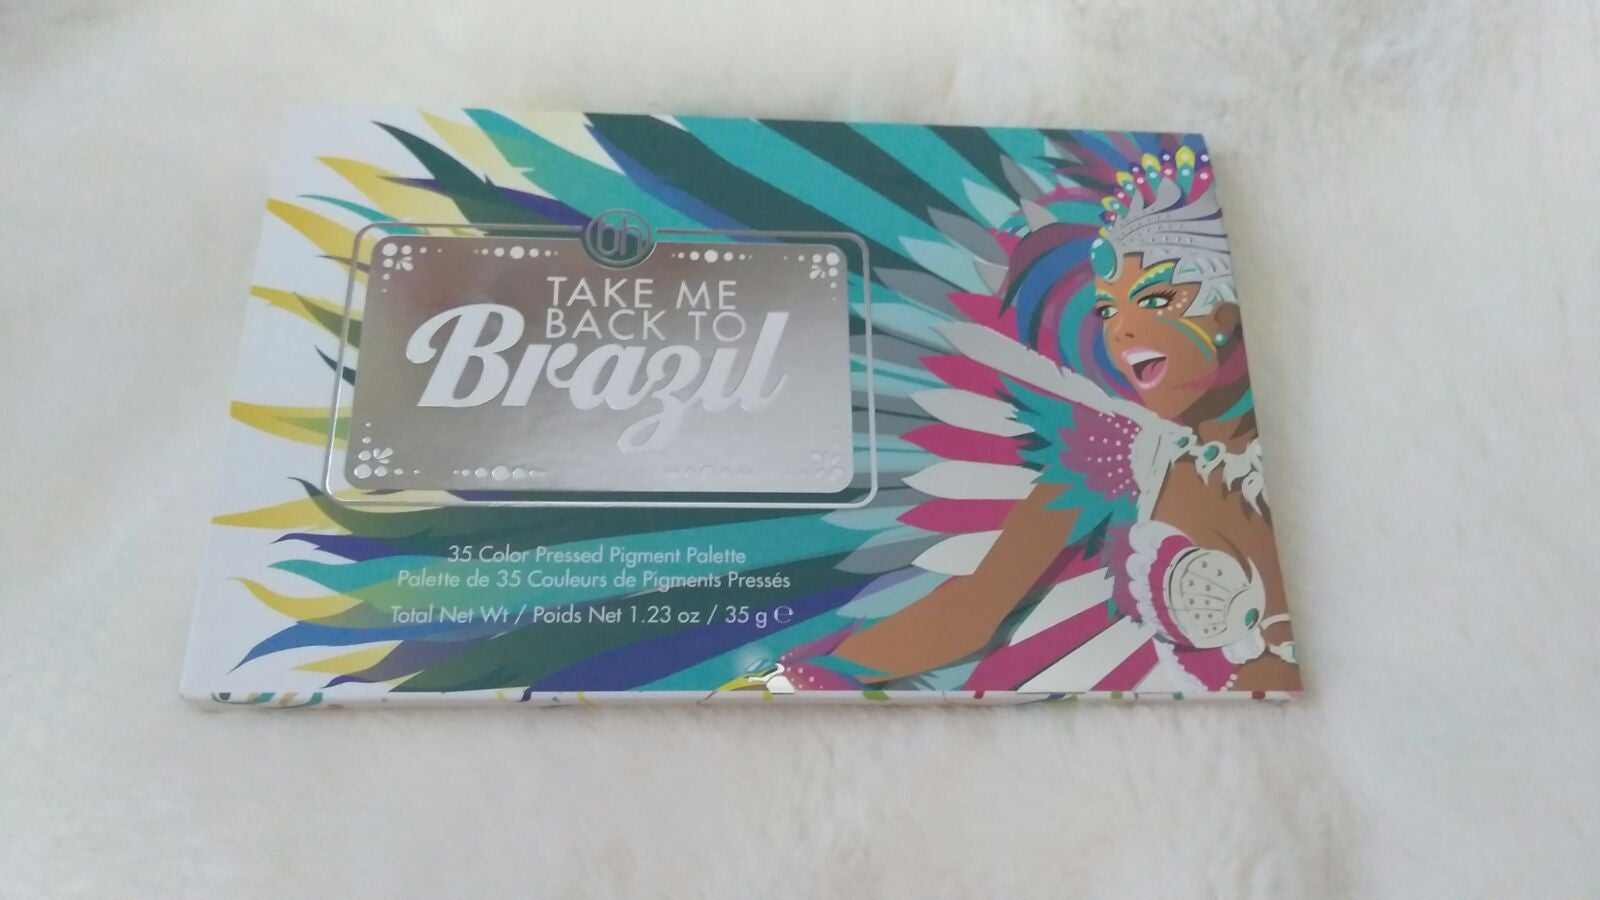 bh
TAKE ME
BACK TO
Brazil
35 Color Pressed Pigment Palette
Palette de 35 Couleurs de Pigments Pressés
Total Net Wt / Poids Net 1.23 oz / 35 g ℮